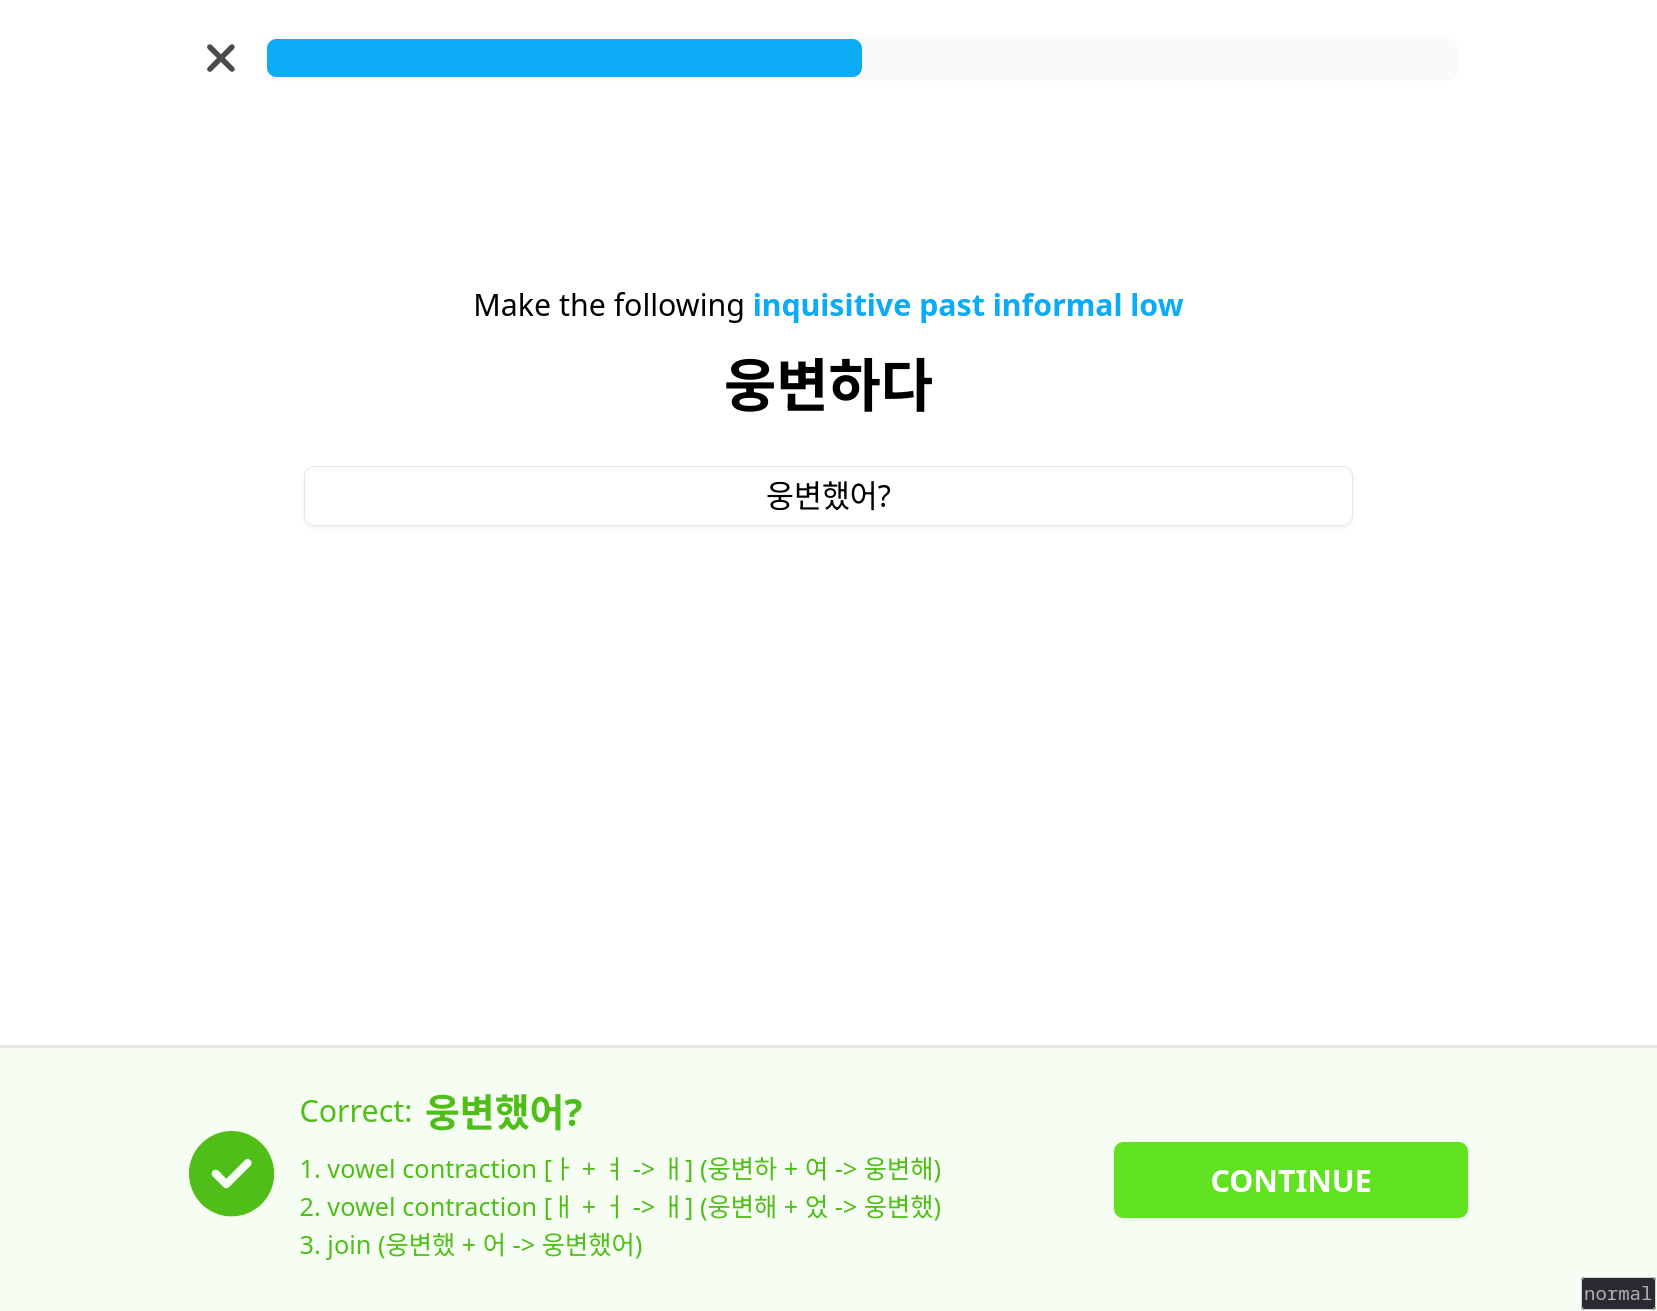 Make the following inquisitive past informal low
웅변하다
웅변했어?
Correct: 웅변했어?
1. vowel contraction [ㅏ + ㅕ -> ㅐ] (웅변하 + 여 -> 웅변해)
2. vowel contraction [ㅐ + ㅓ -> ㅐ] (웅변해 + 었 -> 웅변했)
3. join (웅변했 + 어 -> 웅변했어)
CONTINUE
normal